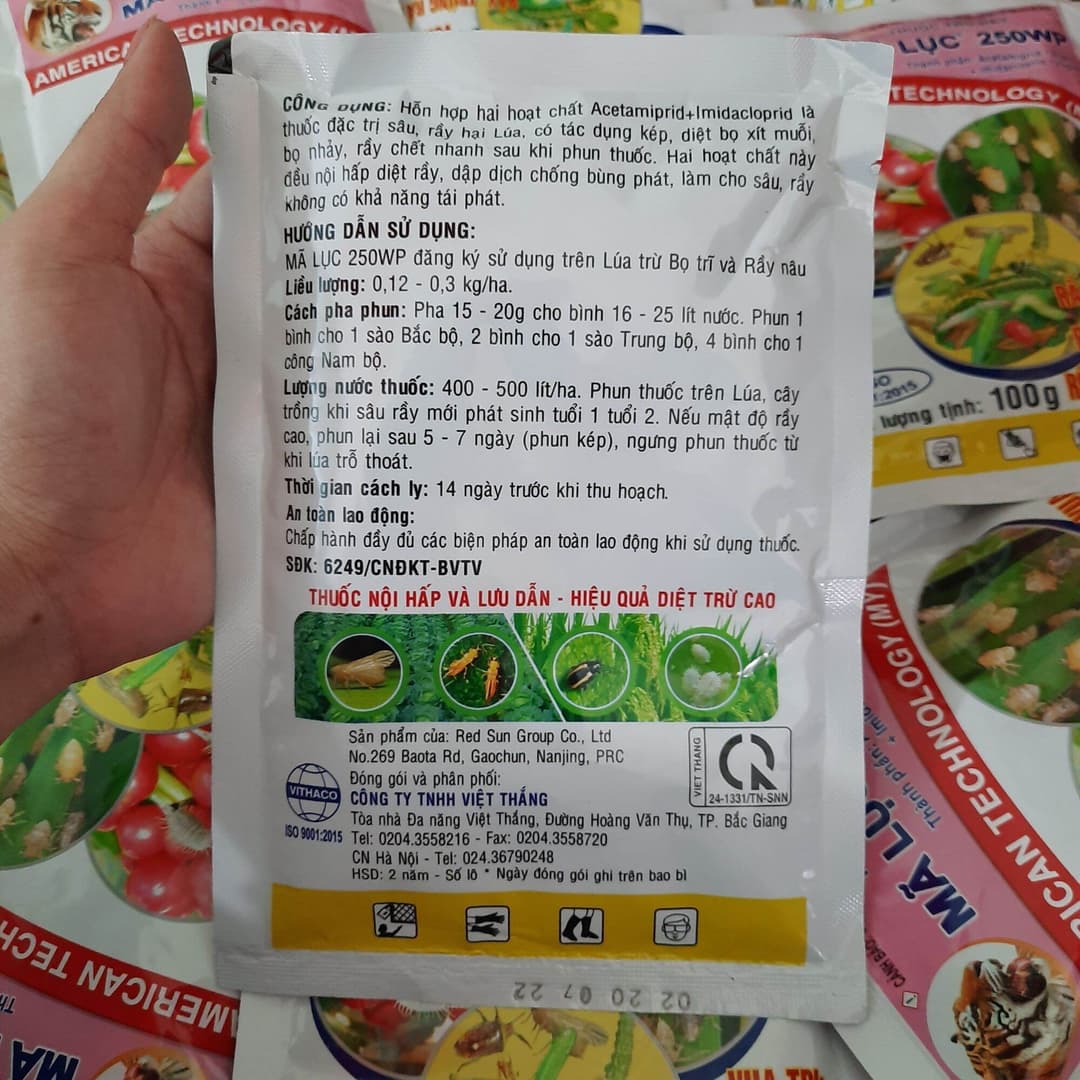 CÔNG DỤNG: Hỗn hợp hai hoạt chất Acetamiprid+Imidacloprid là
thuốc đặc trị sâu, rầy hại Lúa, có tác dụng kép, diệt bọ xít muỗi,
bọ nhảy, rầy chết nhanh sau khi phun thuốc. Hai hoạt chất này
đều nội hấp diệt rầy, dập dịch chống bùng phát, làm cho sâu, rầy
không có khả năng tái phát.
HƯỚNG DẪN SỬ DỤNG:
MÃ LỤC 250WP đăng ký sử dụng trên Lúa trừ Bọ trĩ và Rầy nâu
Liều lượng: 0,12 - 0,3 kg/ha.
Cách pha phun: Pha 15 - 20g cho bình 16 - 25 lít nước. Phun 1
bình cho 1 sào Bắc bộ, 2 bình cho 1 sào Trung bộ, 4 bình cho 1
công Nam bộ.
Lượng nước thuốc: 400 - 500 lít/ha. Phun thuốc trên Lúa, cây
trồng khi sâu rầy mới phát sinh tuổi 1 tuổi 2. Nếu mật độ rầy
cao, phun lại sau 5 - 7 ngày (phun kép), ngưng phun thuốc từ
khi lúa trỗ thoát.
Thời gian cách ly: 14 ngày trước khi thu hoạch.
An toàn lao động:
Chấp hành đầy đủ các biện pháp an toàn lao động khi sử dụng thuốc.
SĐK: 6249/CNĐKT-BVTV
THUỐC NỘI HẤP VÀ LƯU DẪN - HIỆU QUẢ DIỆT TRỪ CAO
Sản phẩm của: Red Sun Group Co., Ltd
No.269 Baota Rd, Gaochun, Nanjing, PRC
Đóng gói và phân phối:
CÔNG TY TNHH VIỆT THẮNG
Tòa nhà Đa năng Việt Thắng, Đường Hoàng Văn Thụ, TP. Bắc Giang
Tel: 0204.3558216 - Fax: 0204.3558720
CN Hà Nội - Tel: 024.36790248
HSD: 2 năm - Số lô * Ngày đóng gói ghi trên bao bì
VITHACO
ISO 9001:2015
VIET THANG
24-1331/TN-SNN
02 20 07 22
AMERICAN TECHNOLOGY
LỤC 250WP
TECHNOLOGY
lượng tịnh: 100g
TECHNOLOGY (MỸ)
MÃ LỤC
Thành phần:
RICAN TECHNOLOGY
CẢNH BÁO
AMERICAN TECH